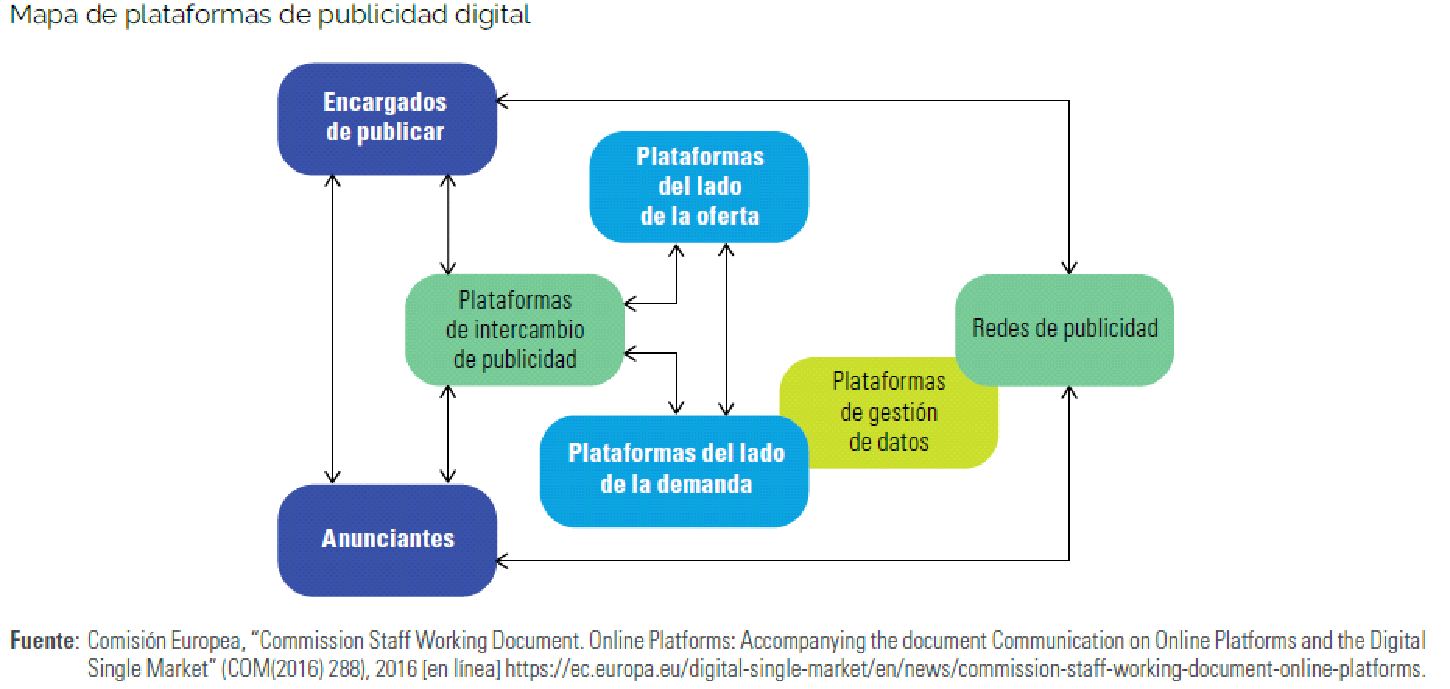 Mapa de plataformas de publicidad digital
Encargados
de publicar
Plataformas
del lado
de la oferta
Plataformas
de intercambio
de publicidad
Redes de publicidad
Plataformas
de gestión
de datos
Plataformas del lado
de la demanda
Anunciantes
Fuente: Comisión Europea, “Commission Staff Working Document. Online Platforms: Accompanying the document Communication on Online Platforms and the Digital
Single Market” (COM(2016) 288), 2016 [en línea] https://ec.europa.eu/digital-single-market/en/news/commission-staff-working-document-online-platforms.